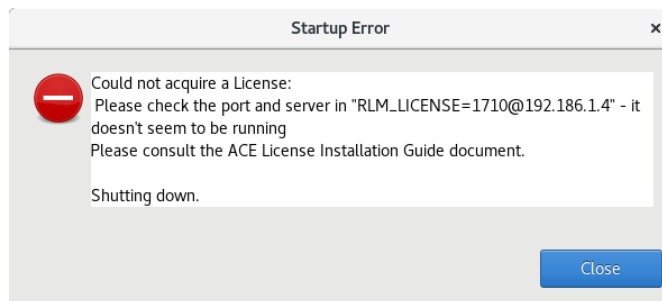 Startup Error
×
Could not acquire a License:
Please check the port and server in "RLM_LICENSE=1710@192.186.1.4" - it
doesn't seem to be running
Please consult the ACE License Installation Guide document.
Shutting down.
Close